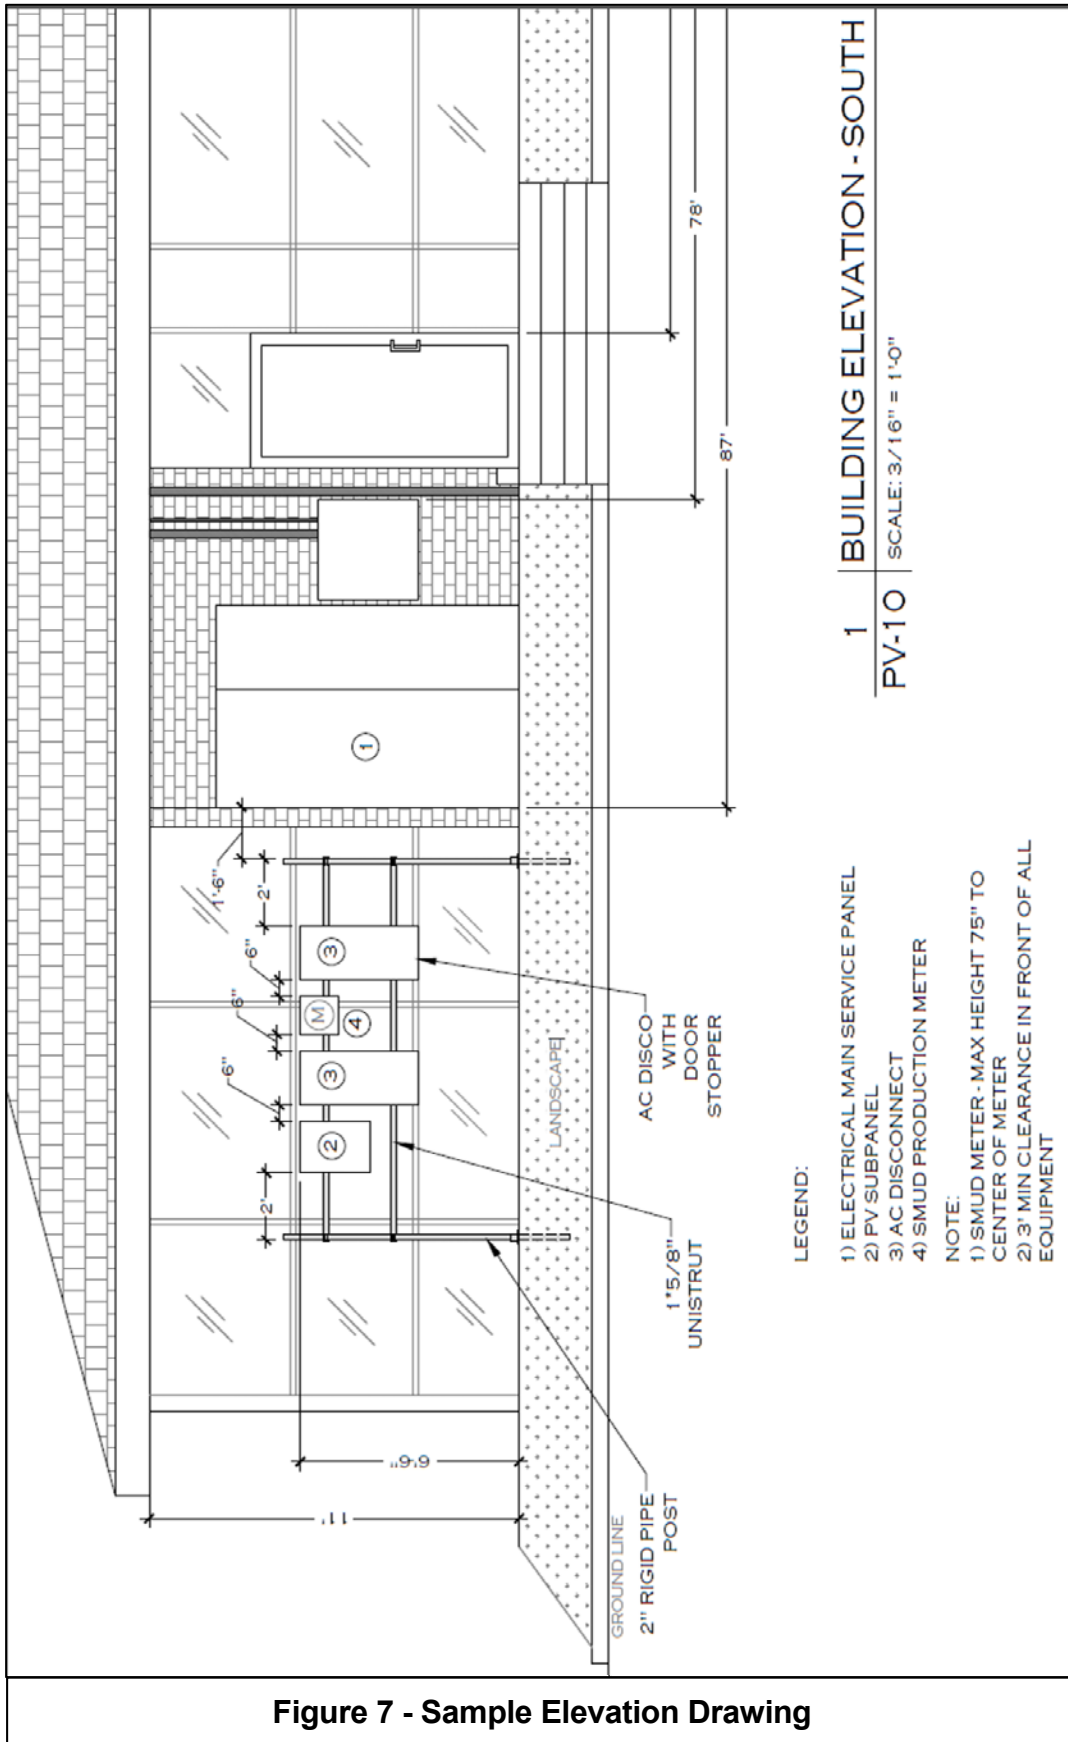 11'
6'6"
2'
6"
6"
6"
2'
1'-6"
2
3
M
4
3
1
78'
87'
LANDSCAPE
GROUND LINE
2" RIGID PIPE
POST
1"5/8"
UNISTRUT
AC DISCO
WITH
DOOR
STOPPER
LEGEND:
1) ELECTRICAL MAIN SERVICE PANEL
2) PV SUBPANEL
3) AC DISCONNECT
4) SMUD PRODUCTION METER
NOTE:
1) SMUD METER - MAX HEIGHT 75" TO
CENTER OF METER
2) 3' MIN CLEARANCE IN FRONT OF ALL
EQUIPMENT
1
PV-10
BUILDING ELEVATION - SOUTH
SCALE: 3/16" = 1'-0"
Figure 7 - Sample Elevation Drawing